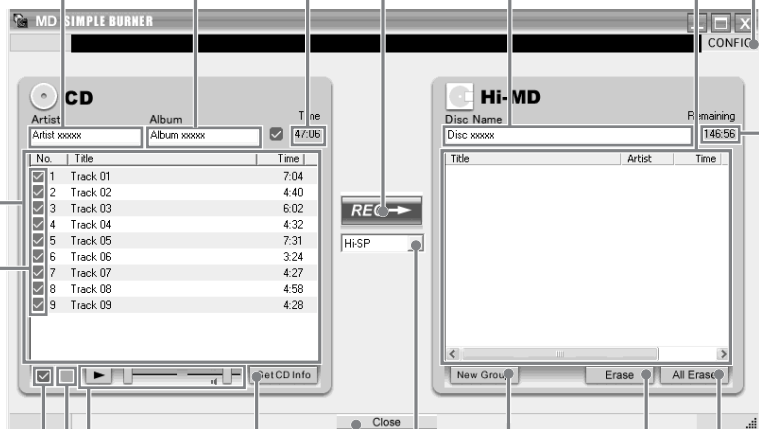 MD SIMPLE BURNER
CONFIG
CD
Artist Album Time
Artist xxxxx Album xxxxx 47:06
No. Title Time
1 Track 01 7:04
2 Track 02 4:40
3 Track 03 6:02
4 Track 04 4:32
5 Track 05 7:31
6 Track 06 3:24
7 Track 07 4:27
8 Track 08 4:58
9 Track 09 4:28
Get CD Info
REC
Hi-SP
Hi-MD
Disc Name Remaining
Disc xxxxx 146:56
Title Artist Time
New Group Erase All Erase
Close